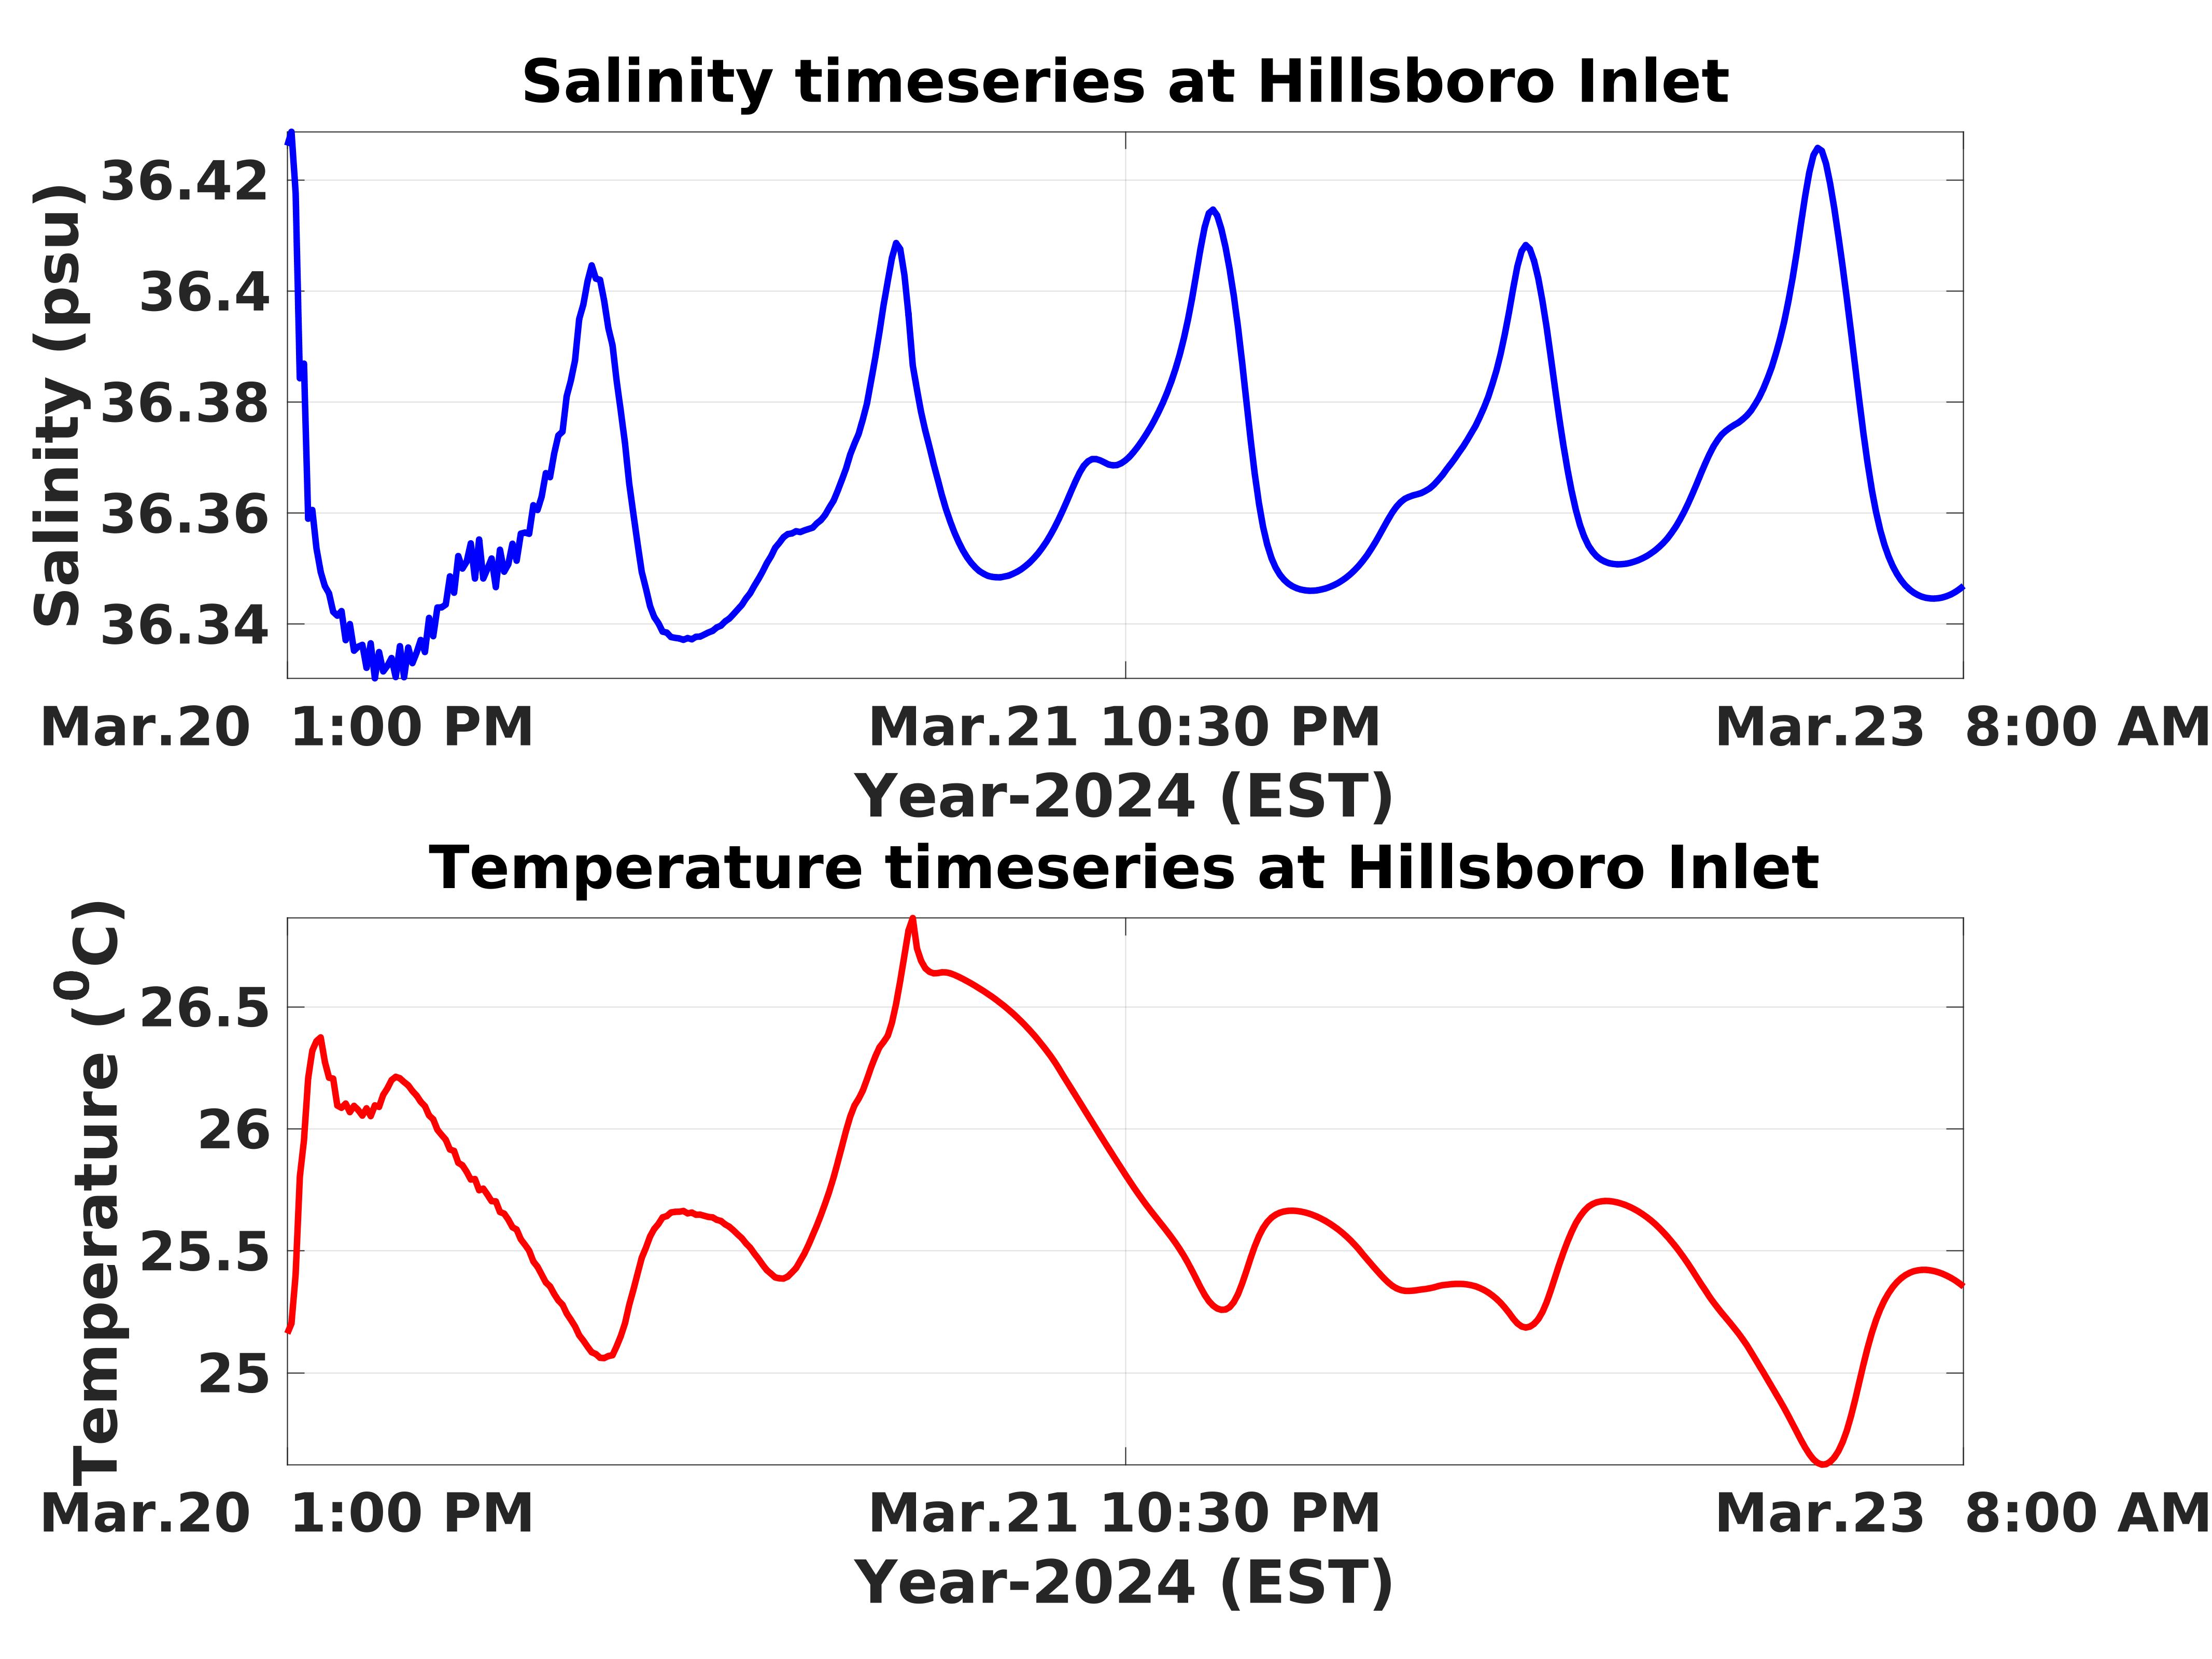 Salinity timeseries at Hillsboro Inlet
Salinity (psu)
36.42
36.4
36.38
36.36
36.34
Mar.20  1:00 PM
Mar.21 10:30 PM
Mar.23  8:00 AM
Year-2024 (EST)
Temperature timeseries at Hillsboro Inlet
Temperature (⁰C)
26.5
26
25.5
25
Mar.20  1:00 PM
Mar.21 10:30 PM
Mar.23  8:00 AM
Year-2024 (EST)